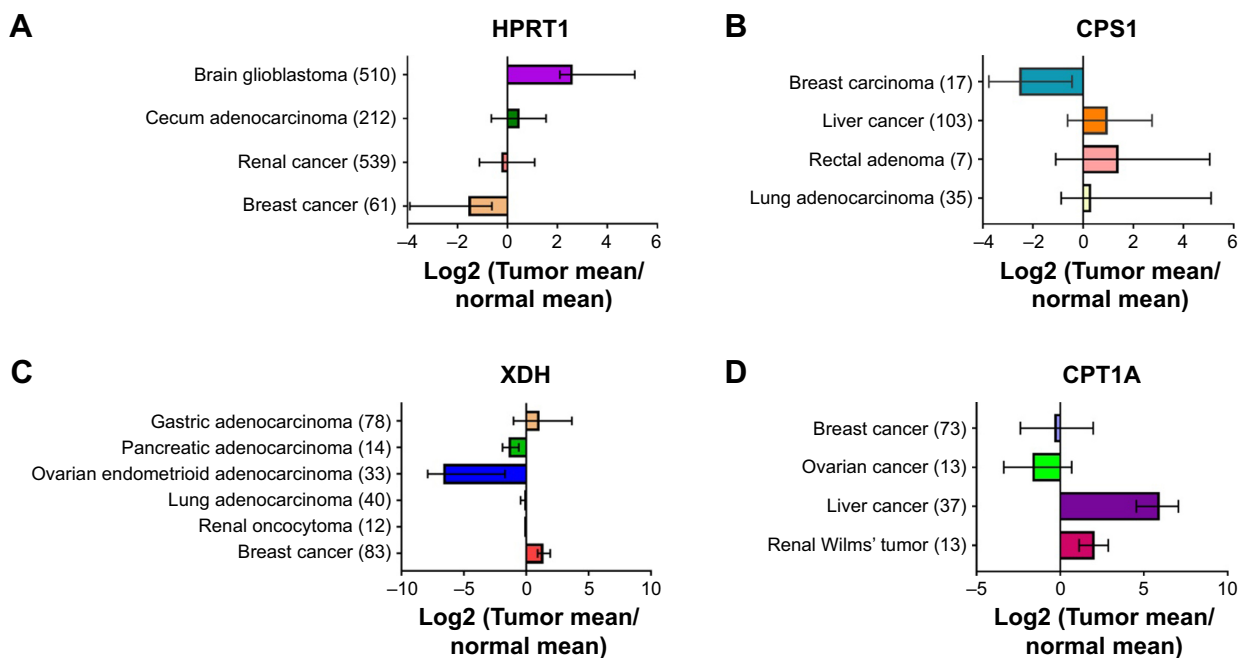 A
HPRT1
Brain glioblastoma (510)
Cecum adenocarcinoma (212)
Renal cancer (539)
Breast cancer (61)
–4 –2 0 2 4 6
Log2 (Tumor mean/
normal mean)
B
CPS1
Breast carcinoma (17)
Liver cancer (103)
Rectal adenoma (7)
Lung adenocarcinoma (35)
–4 –2 0 2 4 6
Log2 (Tumor mean/
normal mean)
C
XDH
Gastric adenocarcinoma (78)
Pancreatic adenocarcinoma (14)
Ovarian endometrioid adenocarcinoma (33)
Lung adenocarcinoma (40)
Renal oncocytoma (12)
Breast cancer (83)
–10 –5 0 5 10
Log2 (Tumor mean/
normal mean)
D
CPT1A
Breast cancer (73)
Ovarian cancer (13)
Liver cancer (37)
Renal Wilms’ tumor (13)
–5 0 5 10
Log2 (Tumor mean/
normal mean)